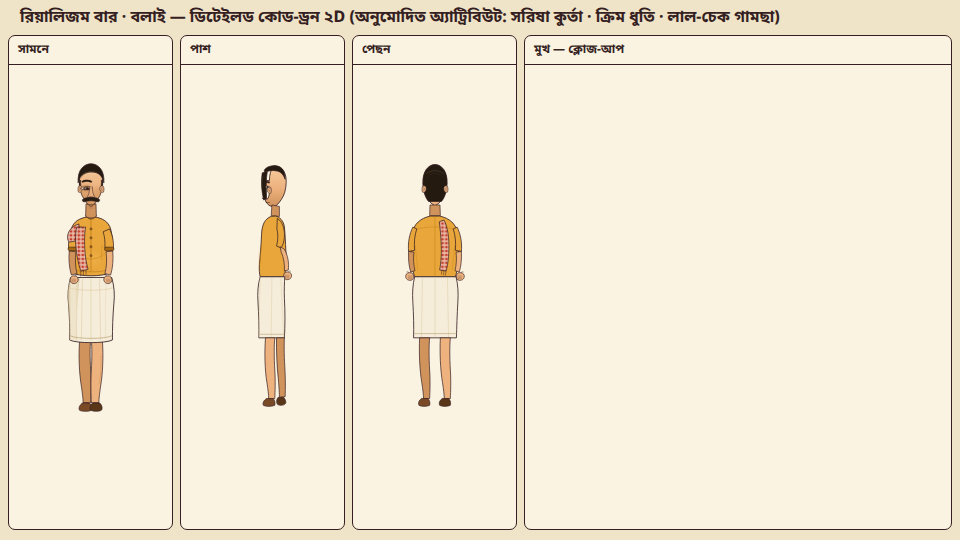 রিয়ালিজম বার · বলাই — ডিটেইলড কোড-ড্রন ২D (অনুমোদিত অ্যাট্রিবিউট: সরিষা কুর্তা · ক্রিম ধুতি · লাল-চেক গামছা)
সামনে
পাশ
পেছন
মুখ — ক্লোজ-আপ